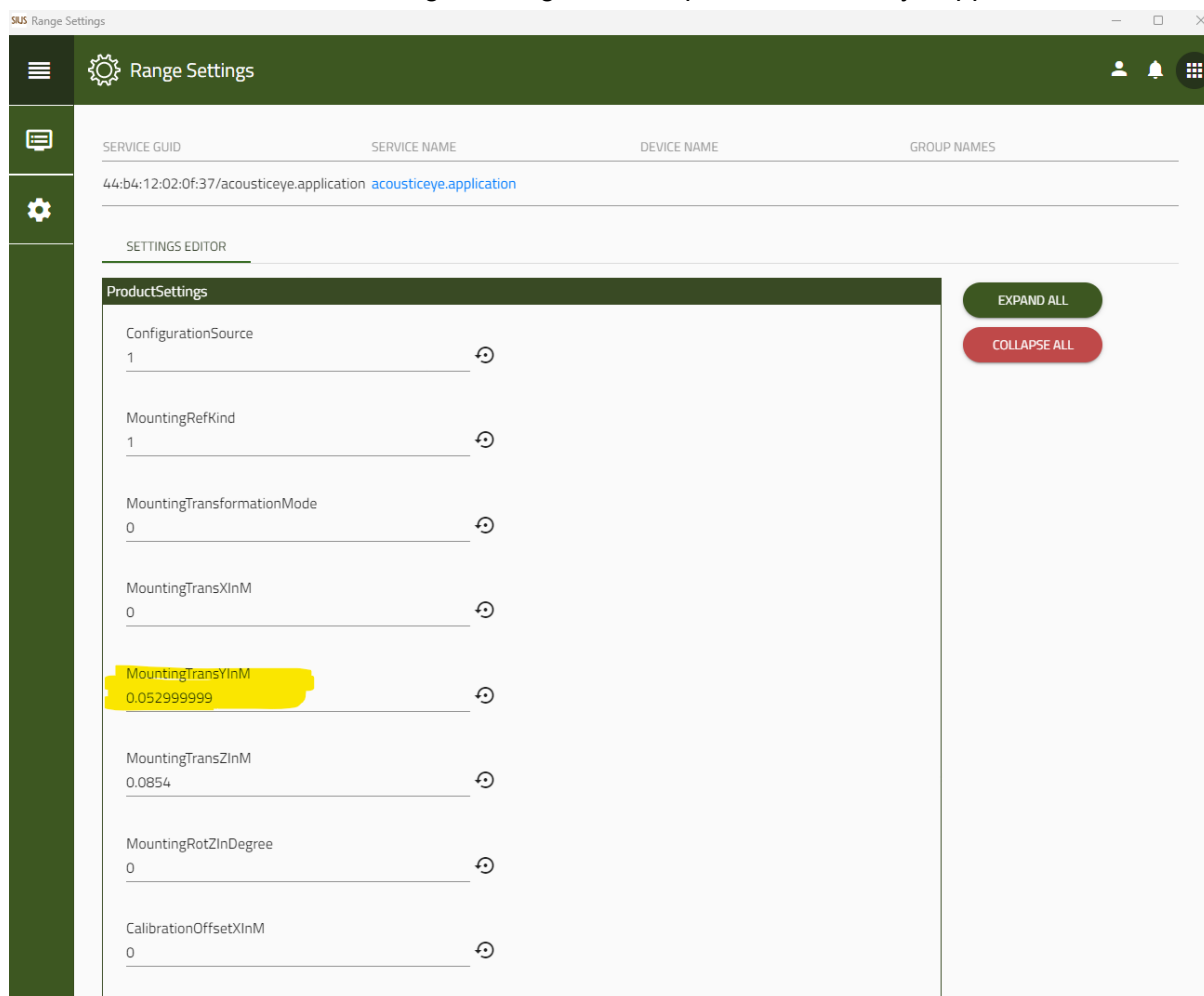 SIUS Range Settings
Range Settings
SERVICE GUID SERVICE NAME DEVICE NAME GROUP NAMES
44:b4:12:02:0f:37/acousticeye.application acousticeye.application
SETTINGS EDITOR
ProductSettings
EXPAND ALL
COLLAPSE ALL
ConfigurationSource
1
MountingRefKind
1
MountingTransformationMode
0
MountingTransXInM
0
MountingTransYInM
0.052999999
MountingTransZInM
0.0854
MountingRotZInDegree
0
CalibrationOffsetXInM
0